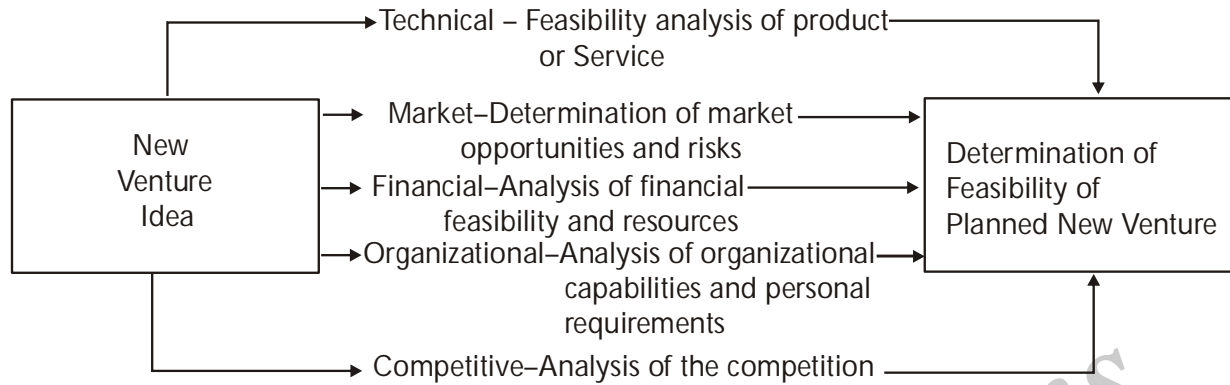 Technical – Feasibility analysis of product
or Service
New
Venture
Idea
Market–Determination of market
opportunities and risks
Financial–Analysis of financial
feasibility and resources
Organizational–Analysis of organizational
capabilities and personal
requirements
Competitive–Analysis of the competition
Determination of
Feasibility of
Planned New Venture